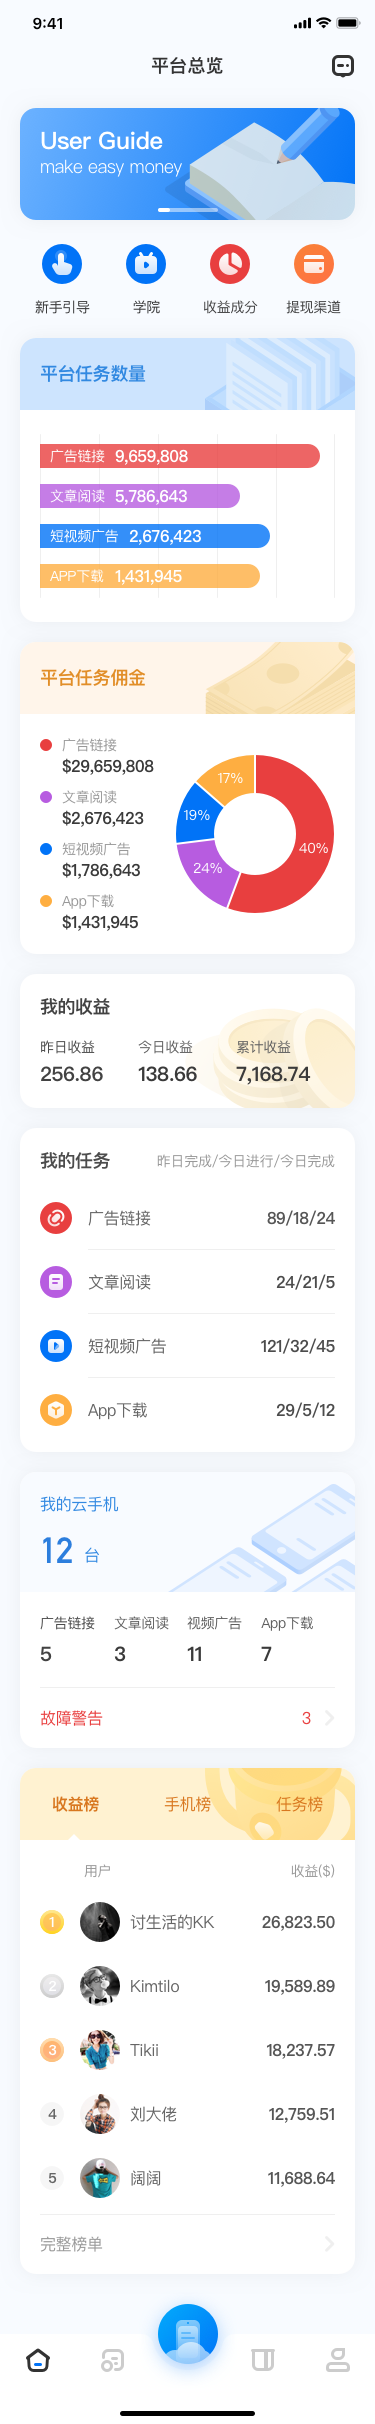 9:41
平台总览
User Guide
make easy money
新手引导 学院 收益成分 提现渠道
平台任务数量
广告链接 9,659,808
文章阅读 5,786,643
短视频广告 2,676,423
APP下载 1,431,945
平台任务佣金
广告链接
$29,659,808
文章阅读
$2,676,423
短视频广告
$1,786,643
App下载
$1,431,945
17%
19%
24%
40%
我的收益
昨日收益 今日收益 累计收益
256.86 138.66 7,168.74
我的任务 昨日完成/今日进行/今日完成
广告链接 89/18/24
文章阅读 24/21/5
短视频广告 121/32/45
App下载 29/5/12
我的云手机
12 台
广告链接 文章阅读 视频广告 App下载
5 3 11 7
故障警告 3
收益榜 手机榜 任务榜
用户 收益($)
1 讨生活的KK 26,823.50
2 Kimtilo 19,589.89
3 Tikii 18,237.57
4 刘大佬 12,759.51
5 阔阔 11,688.64
完整榜单